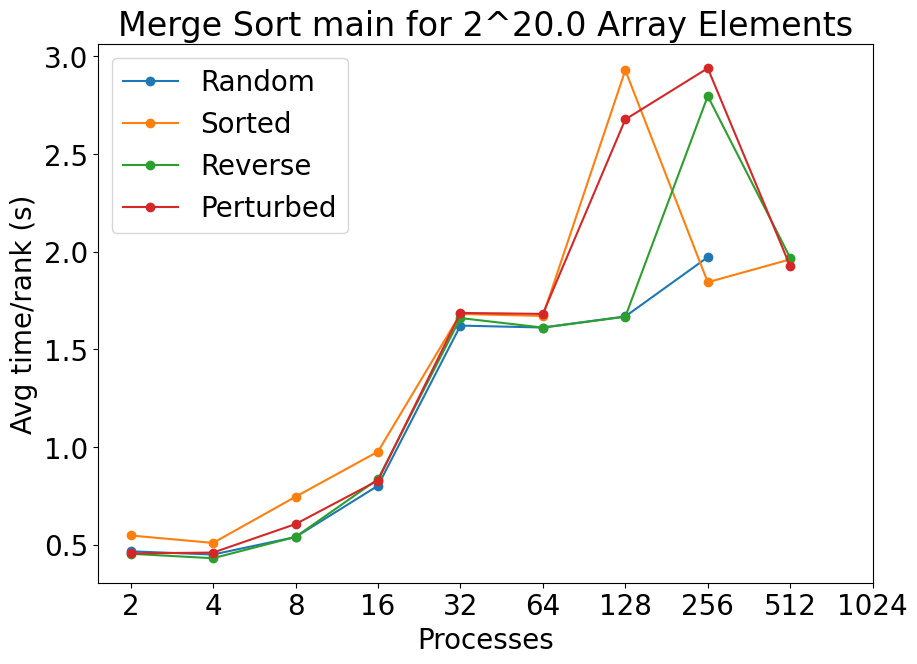 Merge Sort main for 2^20.0 Array Elements
3.0
2.5
2.0
1.5
1.0
0.5
Avg time/rank (s)
Random
Sorted
Reverse
Perturbed
2 4 8 16 32 64 128 256 512 1024
Processes